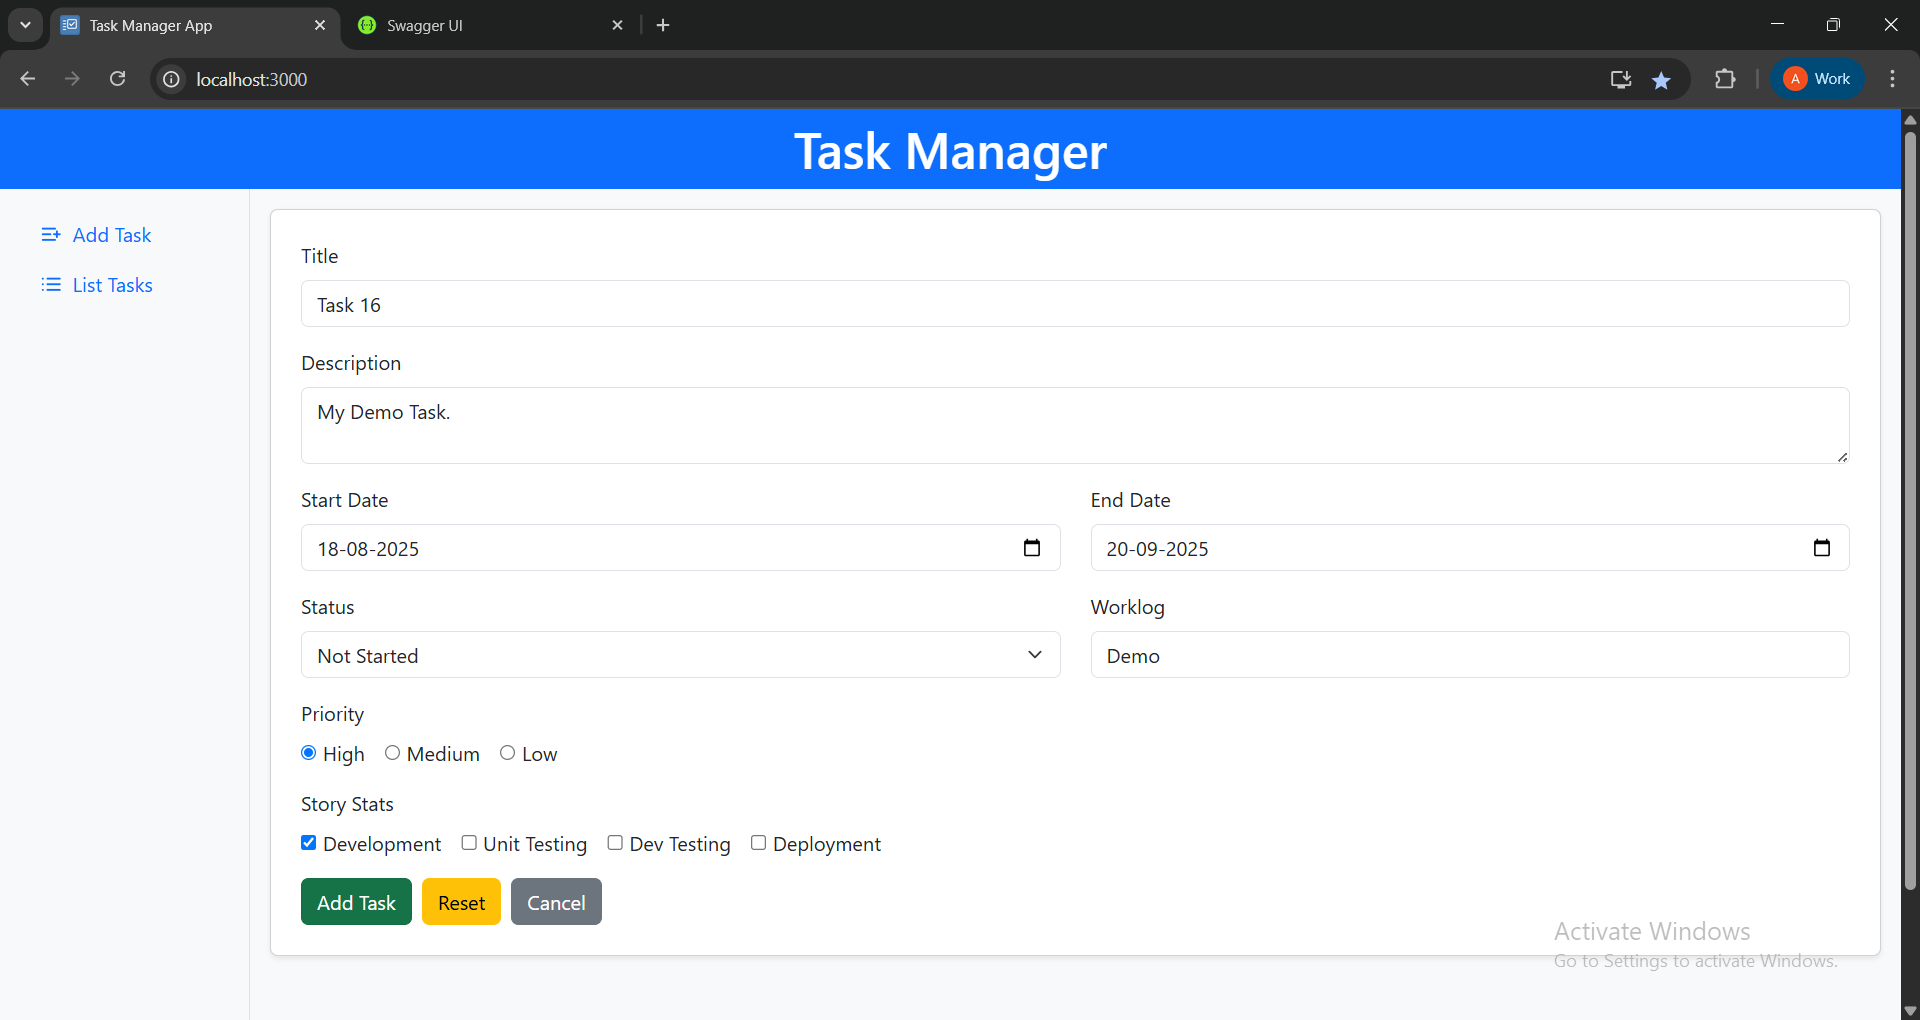 Task Manager App
Swagger UI
localhost:3000
A Work
Task Manager
Add Task
List Tasks
Title
Task 16
Description
My Demo Task.
Start Date End Date
18-08-2025 20-09-2025
Status Worklog
Not Started Demo
Priority
High Medium Low
Story Stats
Development Unit Testing Dev Testing Deployment
Add Task Reset Cancel
Activate Windows
Go to Settings to activate Windows.